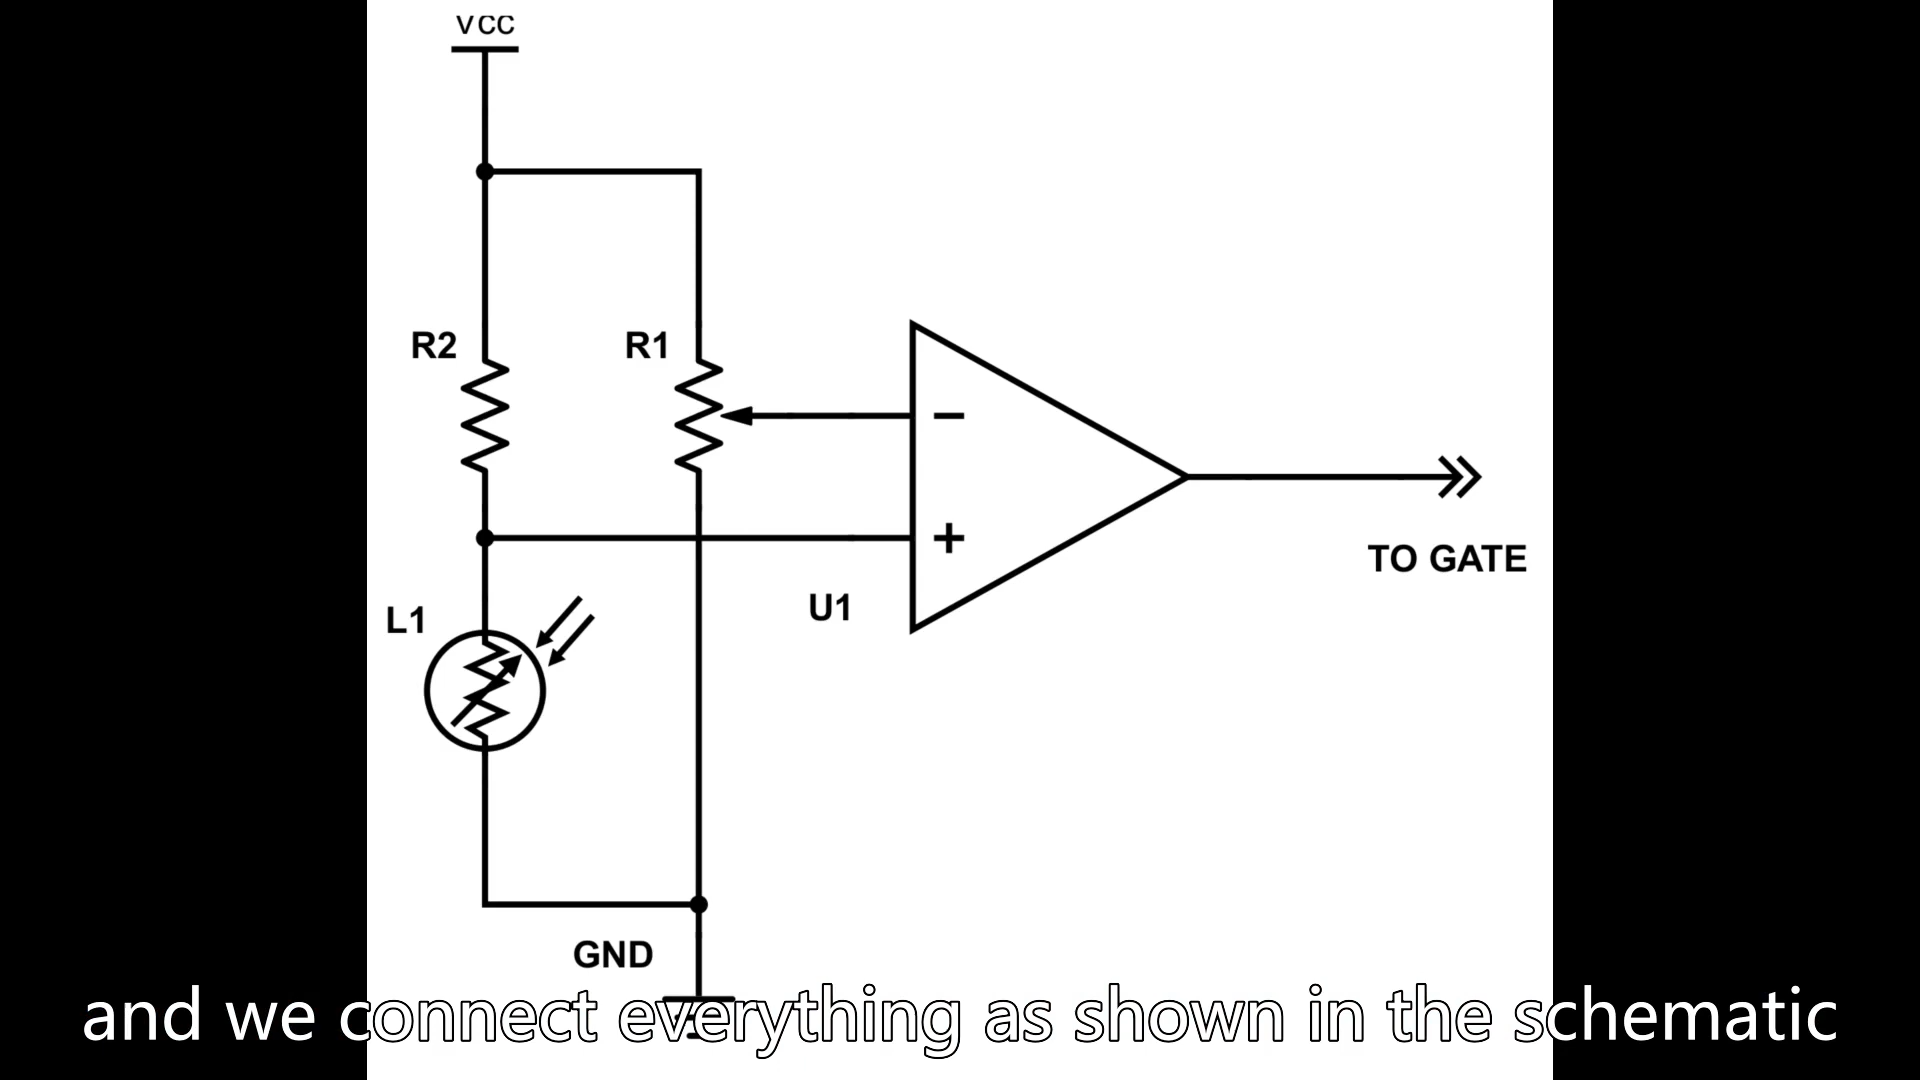 VCC
R2
R1
−
+
L1
U1
TO GATE
GND
and we connect everything as shown in the schematic